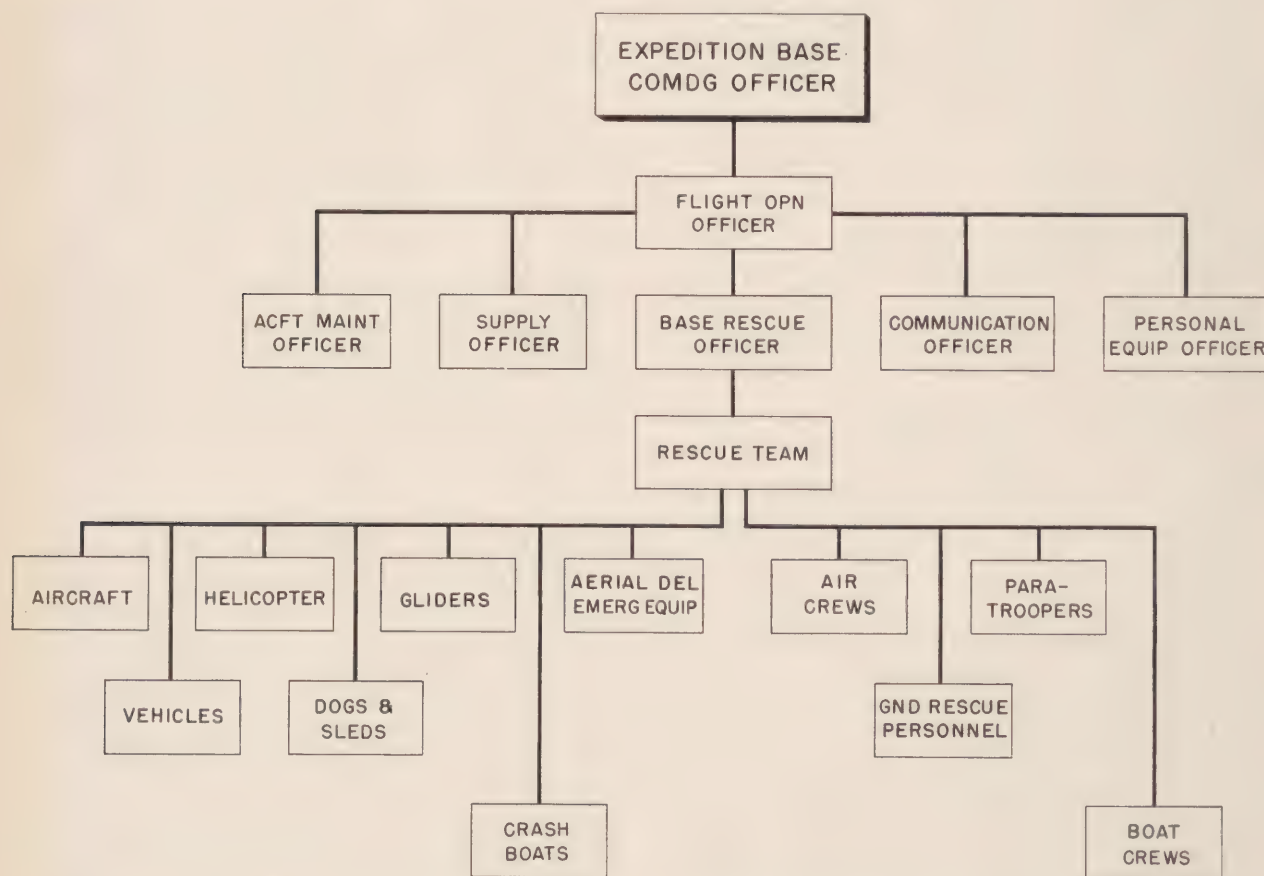 EXPEDITION BASE
COMDG OFFICER
FLIGHT OPN
OFFICER
ACFT MAINT
OFFICER
SUPPLY
OFFICER
BASE RESCUE
OFFICER
COMMUNICATION
OFFICER
PERSONAL
EQUIP OFFICER
RESCUE TEAM
AIRCRAFT
HELICOPTER
GLIDERS
AERIAL DEL
EMERG EQUIP
AIR
CREWS
PARA-
TROOPERS
VEHICLES
DOGS &
SLEDS
GND RESCUE
PERSONNEL
CRASH
BOATS
BOAT
CREWS